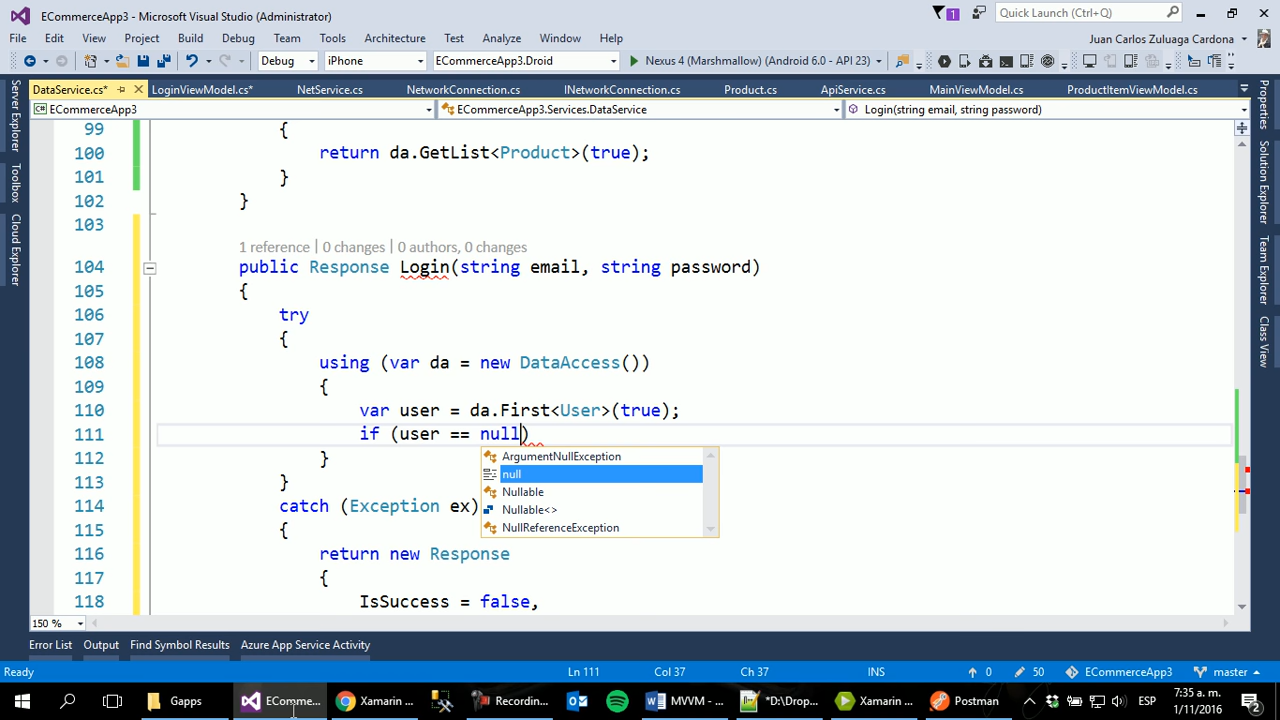 ECommerceApp3 - Microsoft Visual Studio (Administrator)
1
Quick Launch (Ctrl+Q)
File Edit View Project Build Debug Team Tools Architecture Test Analyze Window Help
Juan Carlos Zuluaga Cardona
Debug iPhone ECommerceApp3.Droid Nexus 4 (Marshmallow) (Android 6.0 - API 23)
DataService.cs* LoginViewModel.cs* NetService.cs NetworkConnection.cs INetworkConnection.cs Product.cs ApiService.cs MainViewModel.cs ProductItemViewModel.cs
C# ECommerceApp3 ECommerceApp3.Services.DataService Login(string email, string password)
Server Explorer
Toolbox
Cloud Explorer
99 {
100 return da.GetList<Product>(true);
101 }
102 }
103
1 reference | 0 changes | 0 authors, 0 changes
104 public Response Login(string email, string password)
105 {
106 try
107 {
108 using (var da = new DataAccess())
109 {
110 var user = da.First<User>(true);
111 if (user == null)
112 }
113 }
114 catch (Exception ex)
115 {
116 return new Response
117 {
118 IsSuccess = false,
ArgumentNullException
null
Nullable
Nullable<>
NullReferenceException
Properties
Solution Explorer
Team Explorer
Class View
150 %
Error List Output Find Symbol Results Azure App Service Activity
Ready Ln 111 Col 37 Ch 37 INS 0 50 ECommerceApp3 master
Gapps EComme... Xamarin ... Recordin... MVVM - ... *D:\Drop... Xamarin ... Postman ESP 7:35 a. m.
1/11/2016
2